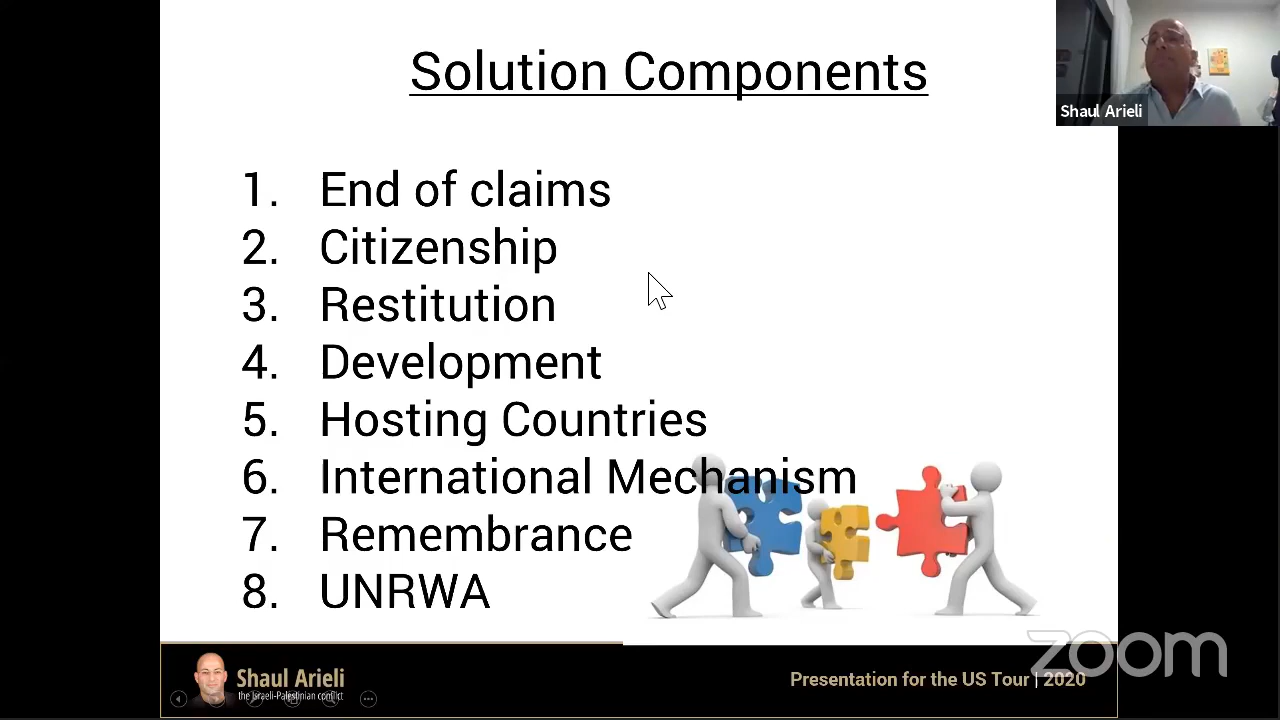 Solution Components
Shaul Arieli
1. End of claims
2. Citizenship
3. Restitution
4. Development
5. Hosting Countries
6. International Mechanism
7. Remembrance
8. UNRWA
zoom
Shaul Arieli
the Israeli-Palestinian conflict
Presentation for the US Tour | 2020